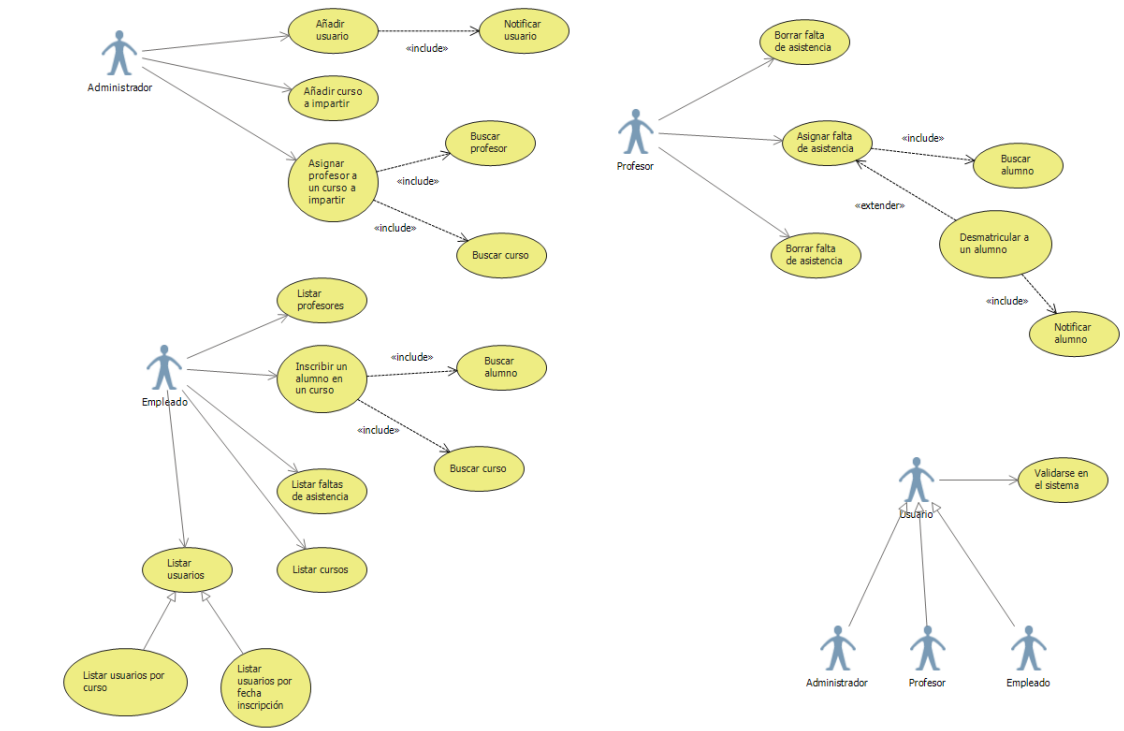 Añadir
usuario
Notificar
usuario
«include»
Administrador
Añadir curso
a impartir
Asignar
profesor a
un curso a
impartir
Buscar
profesor
«include»
«include»
Buscar curso
Borrar falta
de asistencia
Profesor
Asignar falta
de asistencia
«include»
Buscar
alumno
«extender»
Desmatricular a
un alumno
Borrar falta
de asistencia
«include»
Notificar
alumno
Listar
profesores
Empleado
Inscribir un
alumno en
un curso
«include»
Buscar
alumno
«include»
Buscar curso
Listar faltas
de asistencia
Listar
usuarios
Listar cursos
Listar usuarios por
curso
Listar
usuarios por
fecha
inscripción
Usuario
Validarse en
el sistema
Administrador
Profesor
Empleado